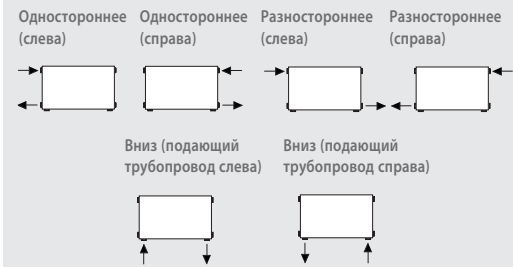 Одностороннее
(слева)
Одностороннее
(справа)
Разностороннее
(слева)
Разностороннее
(справа)
Вниз (подающий
трубопровод слева)
Вниз (подающий
трубопровод справа)